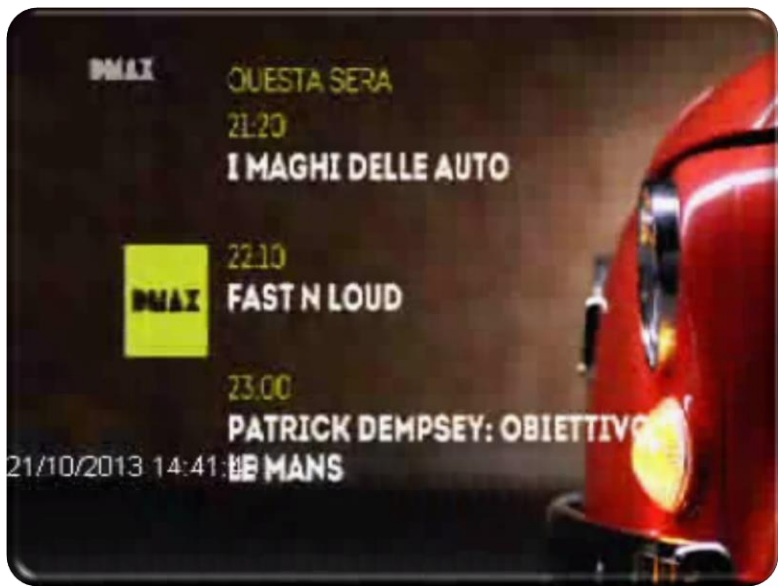 DMAX
QUESTA SERA
21:20
I MAGHI DELLE AUTO
22:10
DMAX
FAST N LOUD
23:00
PATRICK DEMPSEY: OBIETTIVO
LE MANS
21/10/2013 14:41: